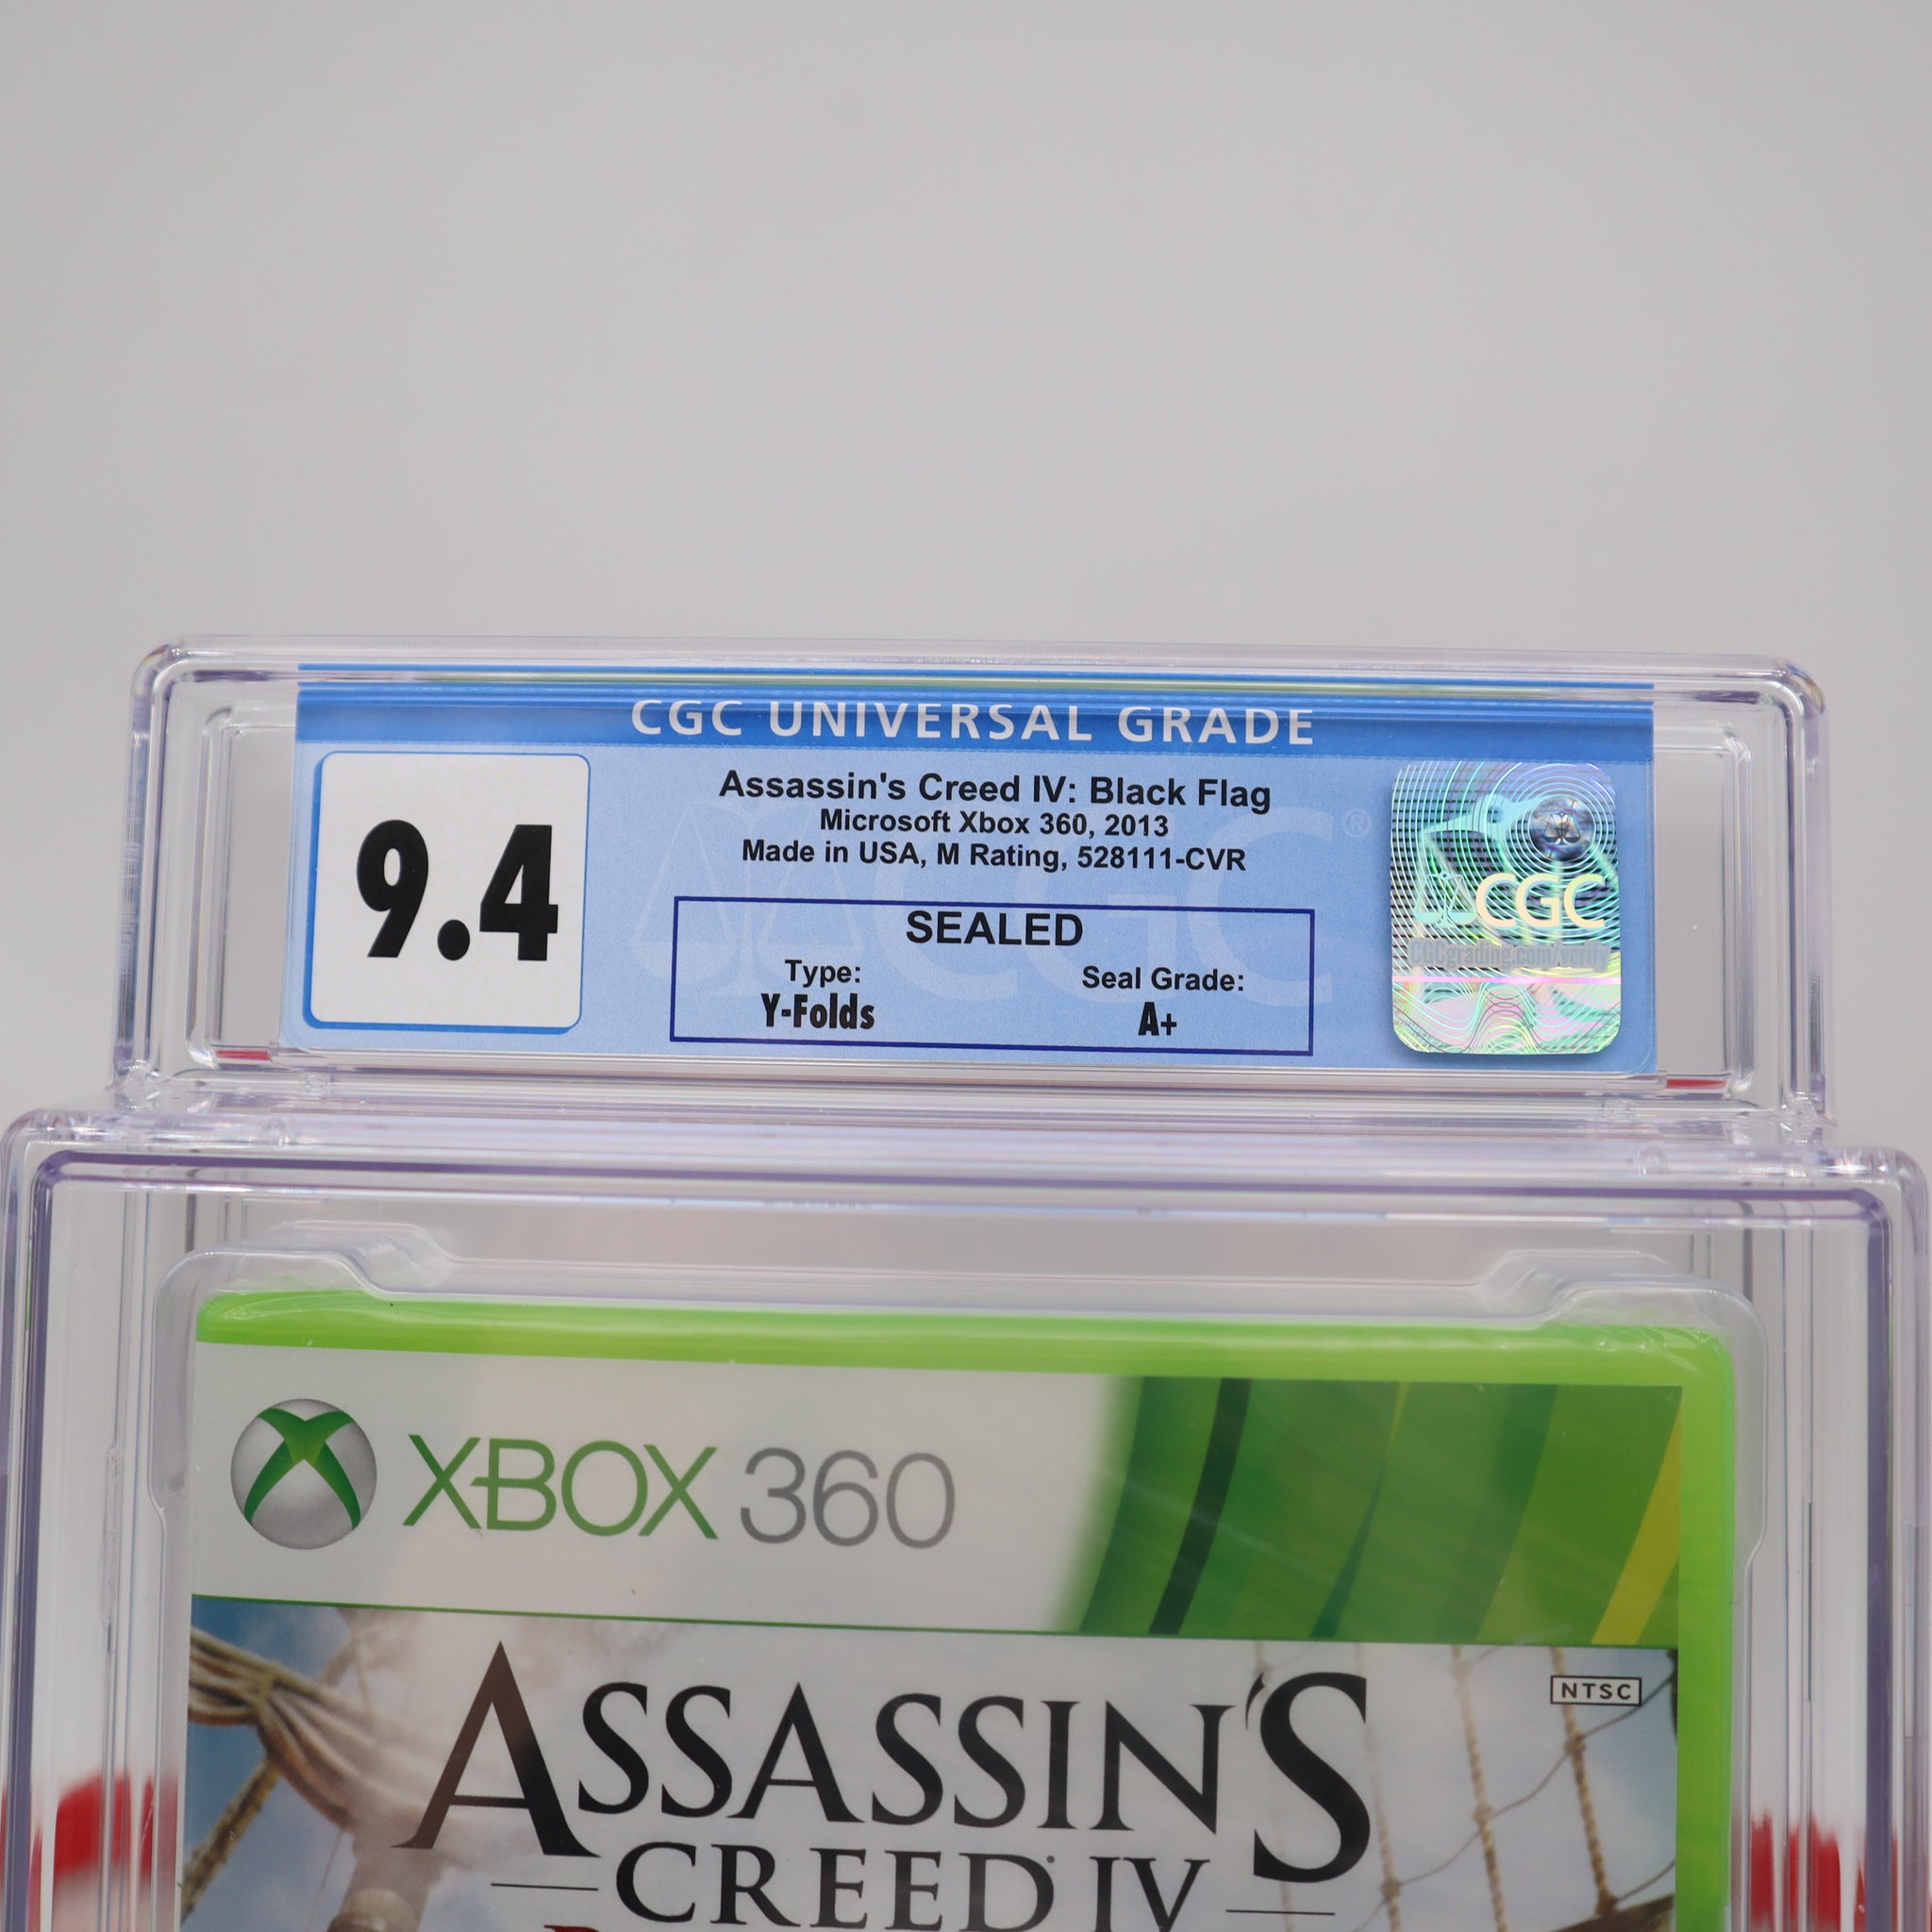 CGC UNIVERSAL GRADE
9.4
Assassin's Creed IV: Black Flag
Microsoft Xbox 360, 2013
Made in USA, M Rating, 528111-CVR
SEALED
Type:
Y-Folds
Seal Grade:
A+
CGC
CGC
CGCgrading.com/verify
XBOX 360
NTSC
ASSASSIN'S
CREED IV